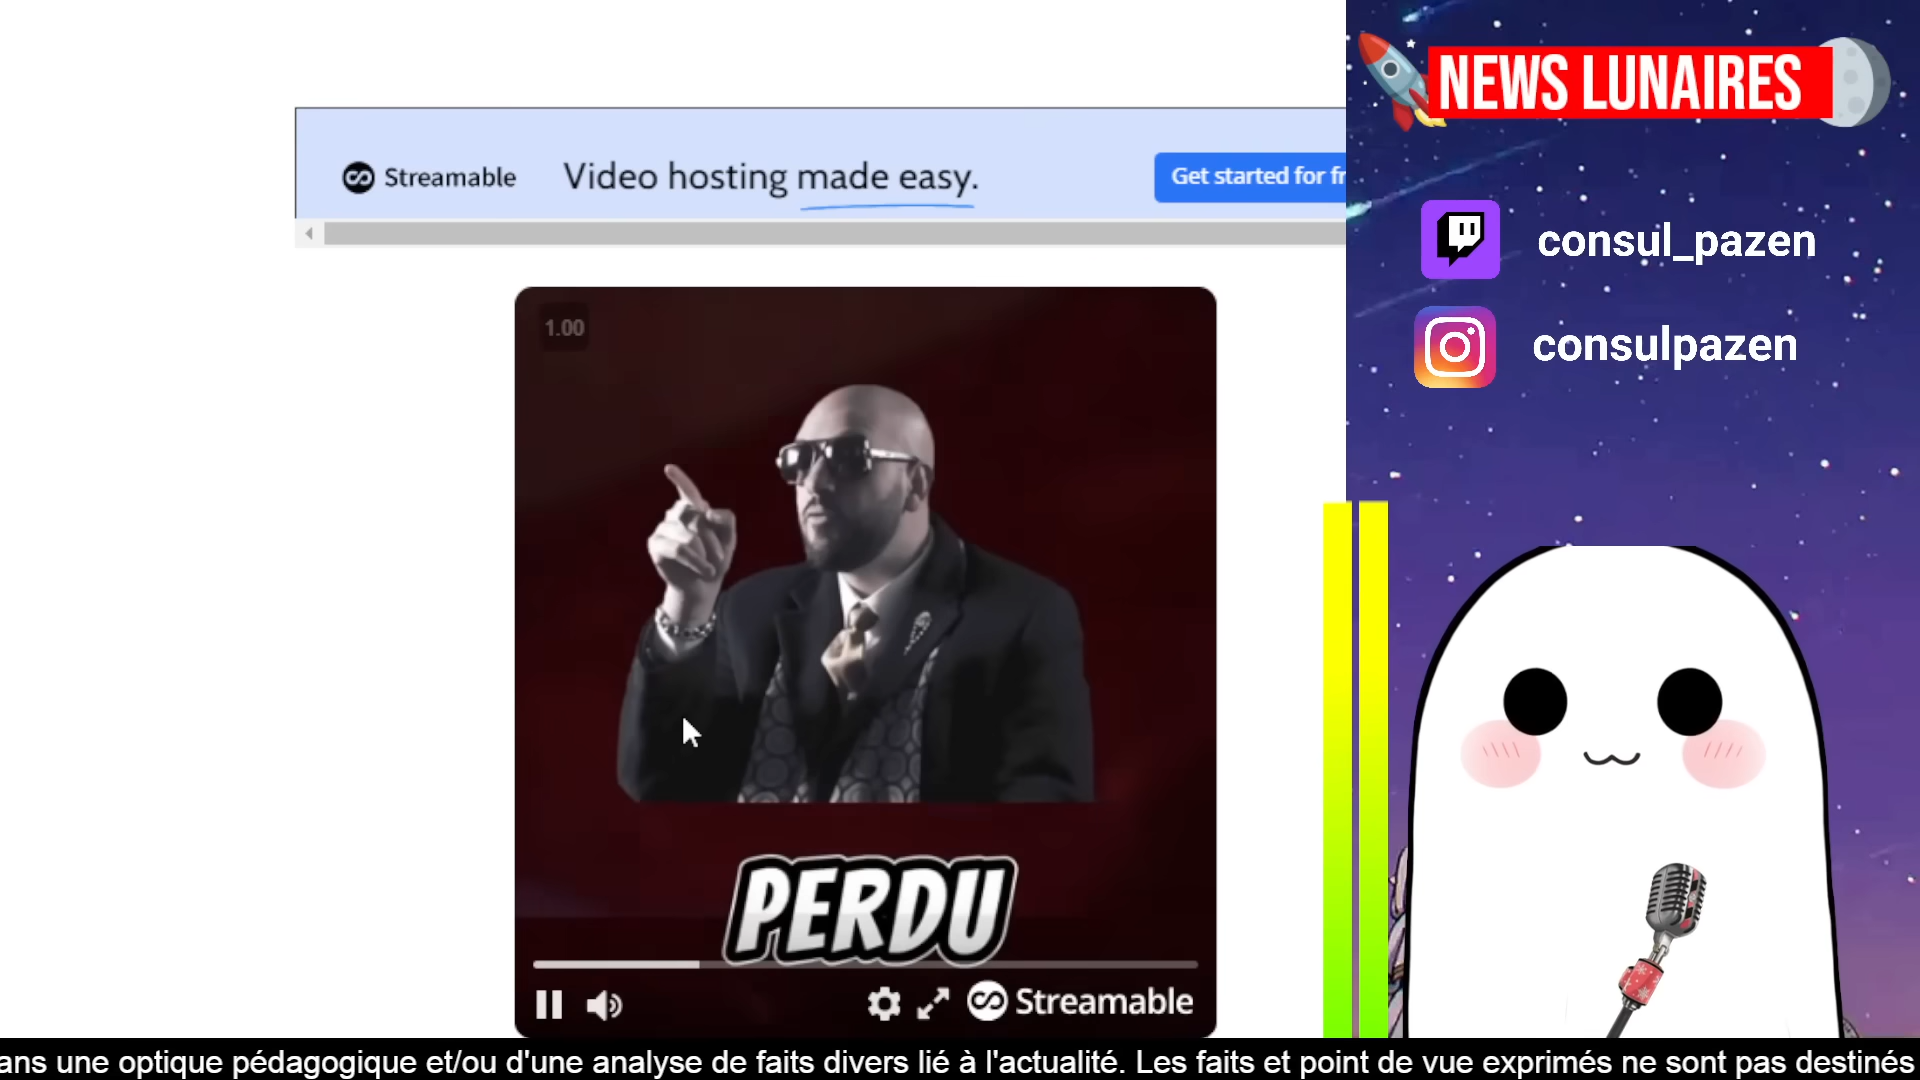 NEWS LUNAIRES
Streamable
Video hosting made easy.
Get started for fr
consul_pazen
consulpazen
1.00
PERDU
Streamable
ans une optique pédagogique et/ou d'une analyse de faits divers lié à l'actualité. Les faits et point de vue exprimés ne sont pas destinés